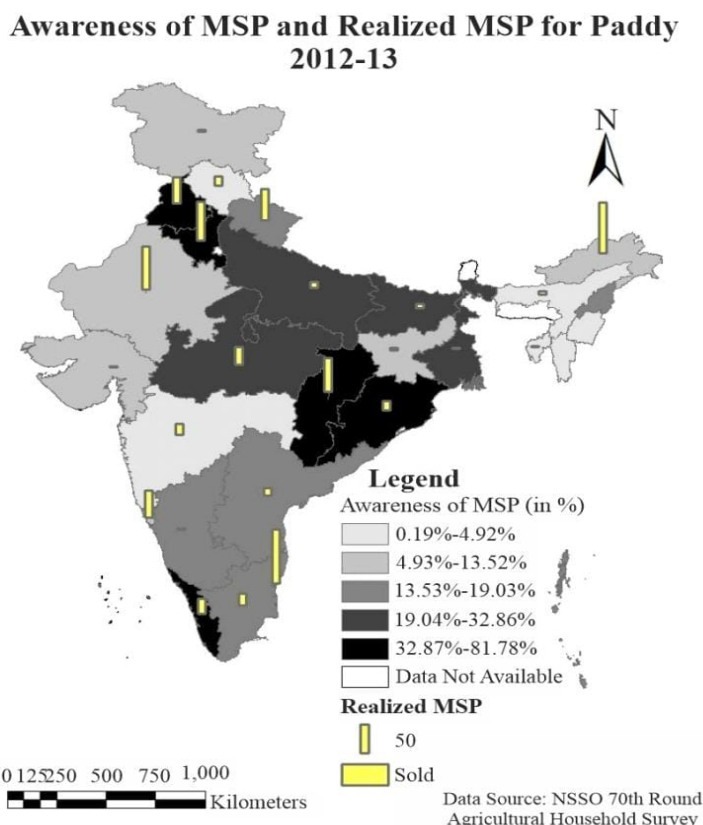 Awareness of MSP and Realized MSP for Paddy
2012-13
N
Legend
Awareness of MSP (in %)
0.19%-4.92%
4.93%-13.52%
13.53%-19.03%
19.04%-32.86%
32.87%-81.78%
Data Not Available
Realized MSP
50
Sold
0 125250 500 750 1,000
Kilometers
Data Source: NSSO 70th Round
Agricultural Household Survey